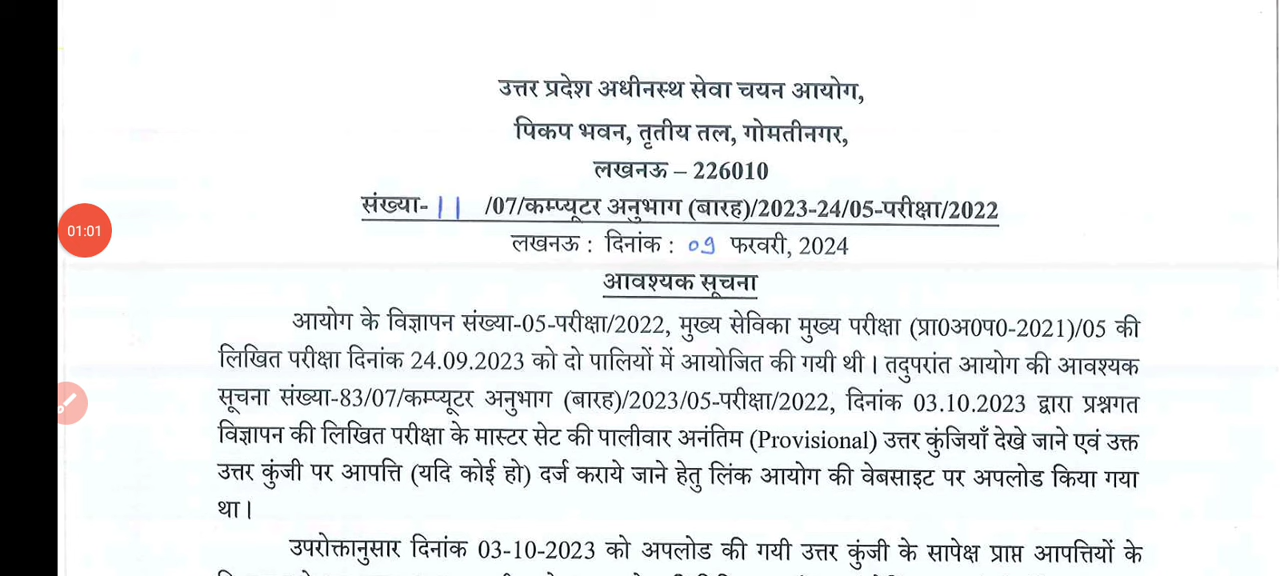 उत्तर प्रदेश अधीनस्थ सेवा चयन आयोग,
पिकप भवन, तृतीय तल, गोमतीनगर,
लखनऊ – 226010
संख्या- 11 /07/कम्प्यूटर अनुभाग (बारह)/2023-24/05-परीक्षा/2022
01:01
लखनऊ : दिनांक : 09 फरवरी, 2024
आवश्यक सूचना
आयोग के विज्ञापन संख्या-05-परीक्षा/2022, मुख्य सेविका मुख्य परीक्षा (प्रा0अ0प0-2021)/05 की
लिखित परीक्षा दिनांक 24.09.2023 को दो पालियों में आयोजित की गयी थी। तदुपरांत आयोग की आवश्यक
सूचना संख्या-83/07/कम्प्यूटर अनुभाग (बारह)/2023/05-परीक्षा/2022, दिनांक 03.10.2023 द्वारा प्रश्नगत
विज्ञापन की लिखित परीक्षा के मास्टर सेट की पालीवार अनंतिम (Provisional) उत्तर कुंजियाँ देखे जाने एवं उक्त
उत्तर कुंजी पर आपत्ति (यदि कोई हो) दर्ज कराये जाने हेतु लिंक आयोग की वेबसाइट पर अपलोड किया गया
था।
उपरोक्तानुसार दिनांक 03-10-2023 को अपलोड की गयी उत्तर कुंजी के सापेक्ष प्राप्त आपत्तियों के